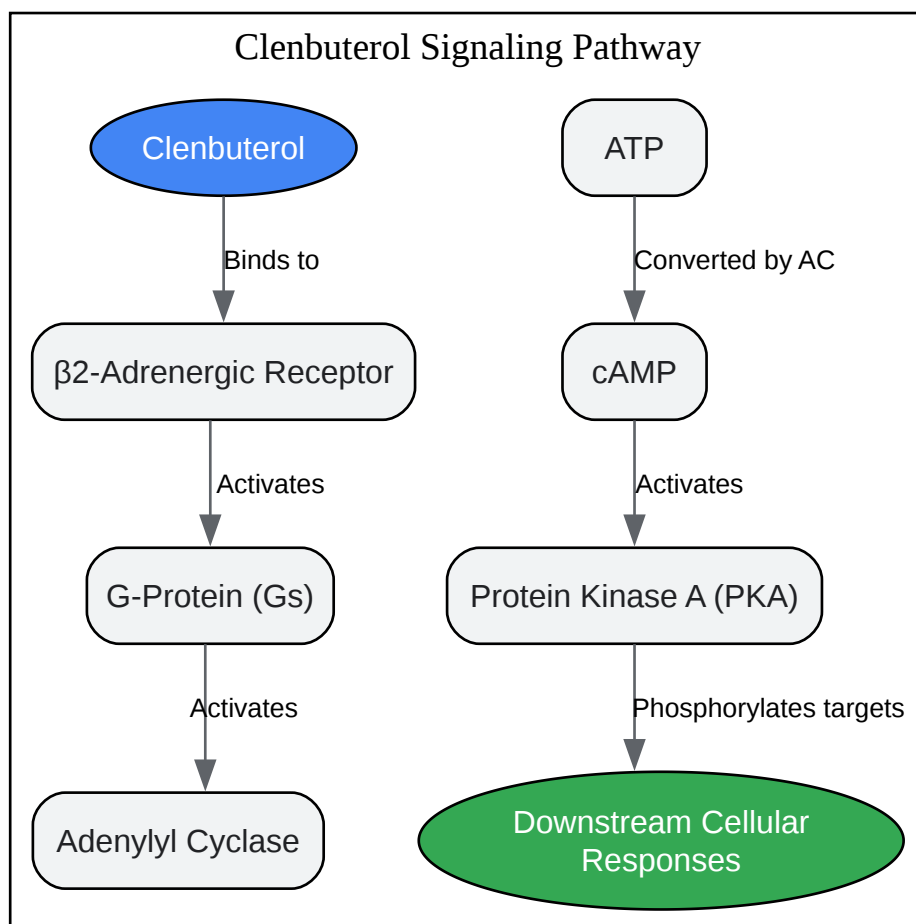 Clenbuterol Signaling Pathway
Clenbuterol
Binds to
β2-Adrenergic Receptor
Activates
G-Protein (Gs)
Activates
Adenylyl Cyclase
ATP
Converted by AC
cAMP
Activates
Protein Kinase A (PKA)
Phosphorylates targets
Downstream Cellular
Responses